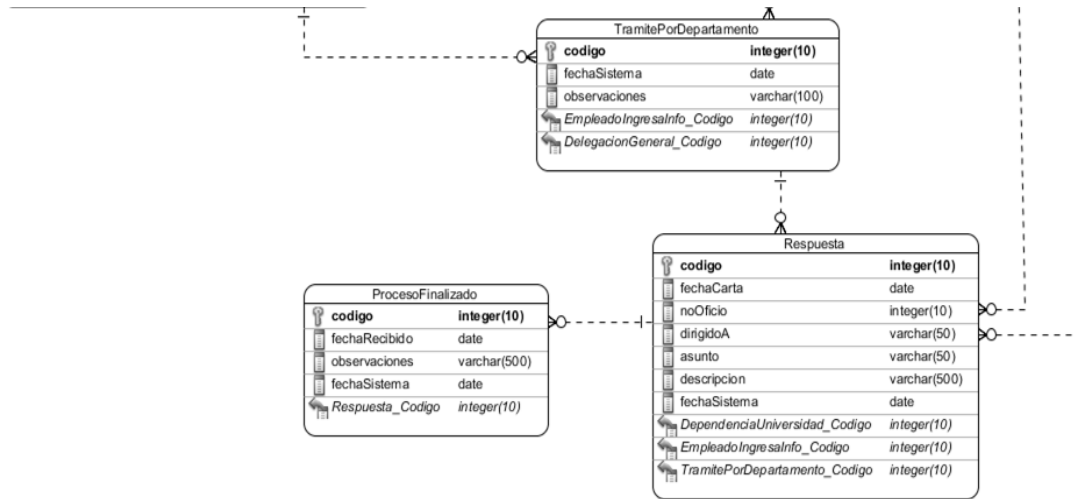 TramitePorDepartamento
codigo integer(10)
fechaSistema date
observaciones varchar(100)
EmpleadoIngresaInfo_Codigo integer(10)
DelegacionGeneral_Codigo integer(10)
Respuesta
codigo integer(10)
fechaCarta date
noOficio integer(10)
dirigidoA varchar(50)
asunto varchar(50)
descripcion varchar(500)
fechaSistema date
DependenciaUniversidad_Codigo integer(10)
EmpleadoIngresaInfo_Codigo integer(10)
TramitePorDepartamento_Codigo integer(10)
ProcesoFinalizado
codigo integer(10)
fechaRecibido date
observaciones varchar(500)
fechaSistema date
Respuesta_Codigo integer(10)